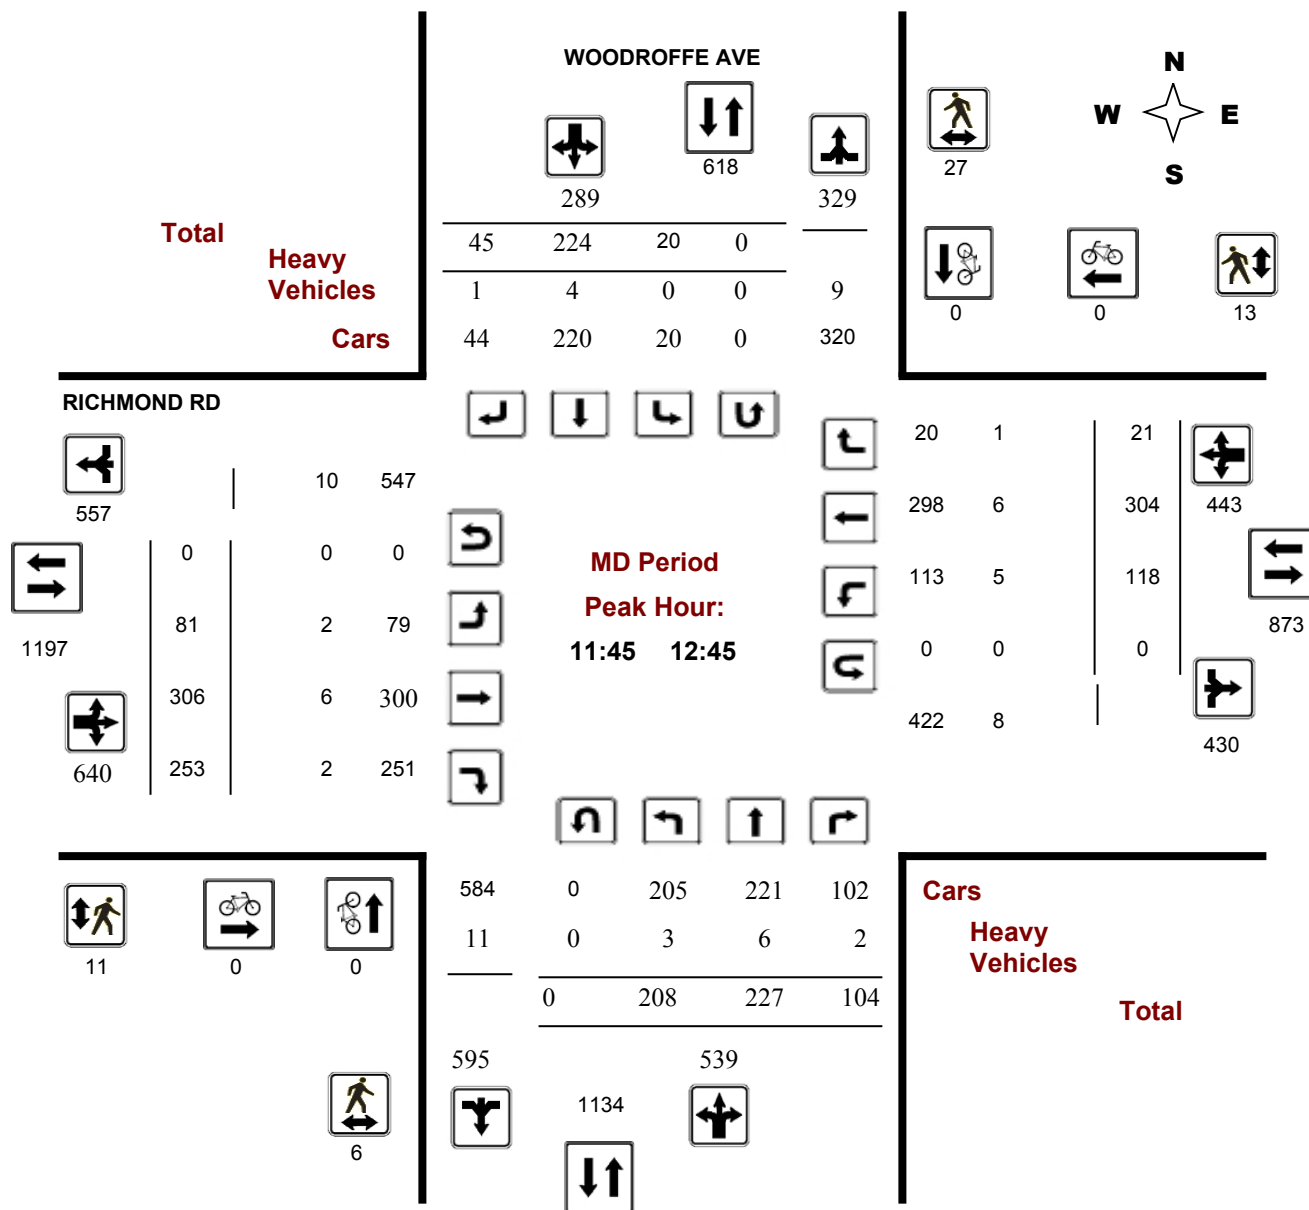 WOODROFFE AVE
N
W E
S
618
27
289 329
Total
45 224 20 0
Heavy
Vehicles
1 4 0 0 9
0 0 13
Cars
44 220 20 0 320
RICHMOND RD
20 1 21
10 547
557
298 6 304 443
0 0 0
MD Period
113 5 118
Peak Hour:
81 2 79
873
1197
11:45 12:45
0 0 0
306 6 300
422 8
430
640 253 2 251
584 0 205 221 102
Cars
11 0 3 6 2
Heavy
Vehicles
11 0 0
0 208 227 104
Total
595 539
1134
6